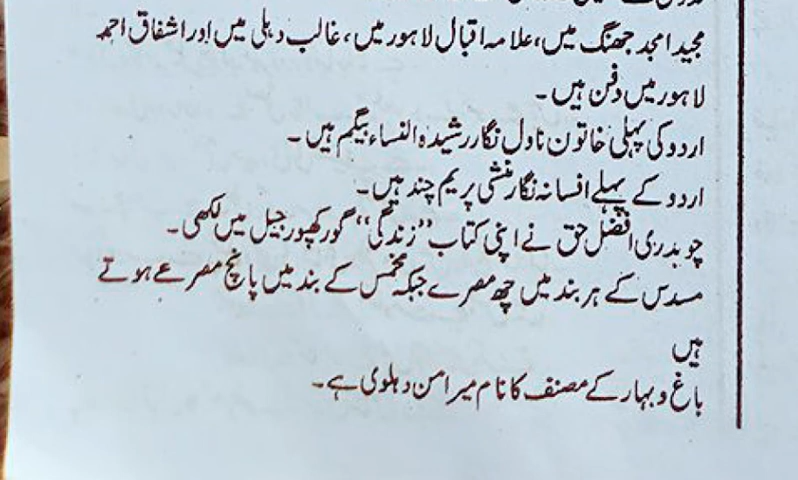 مجید امجد جھنگ میں، علامہ اقبال لاہور میں، غالب دہلی میں اور اشفاق احمد
لاہور میں دفن ہیں۔
اردو کی پہلی خاتون ناول نگار رشیدہ النساء بیگم ہیں۔
اردو کے پہلے افسانہ نگار منشی پریم چند ہیں۔
چوہدری افضل حق نے اپنی کتاب "زندگی" گورکھپور جیل میں لکھی۔
مسدس کے ہر بند میں چھ مصرے جبکہ مخمس کے بند میں پانچ مصرعے ہوتے
ہیں
باغ و بہار کے مصنف کا نام میر امن دہلوی ہے۔